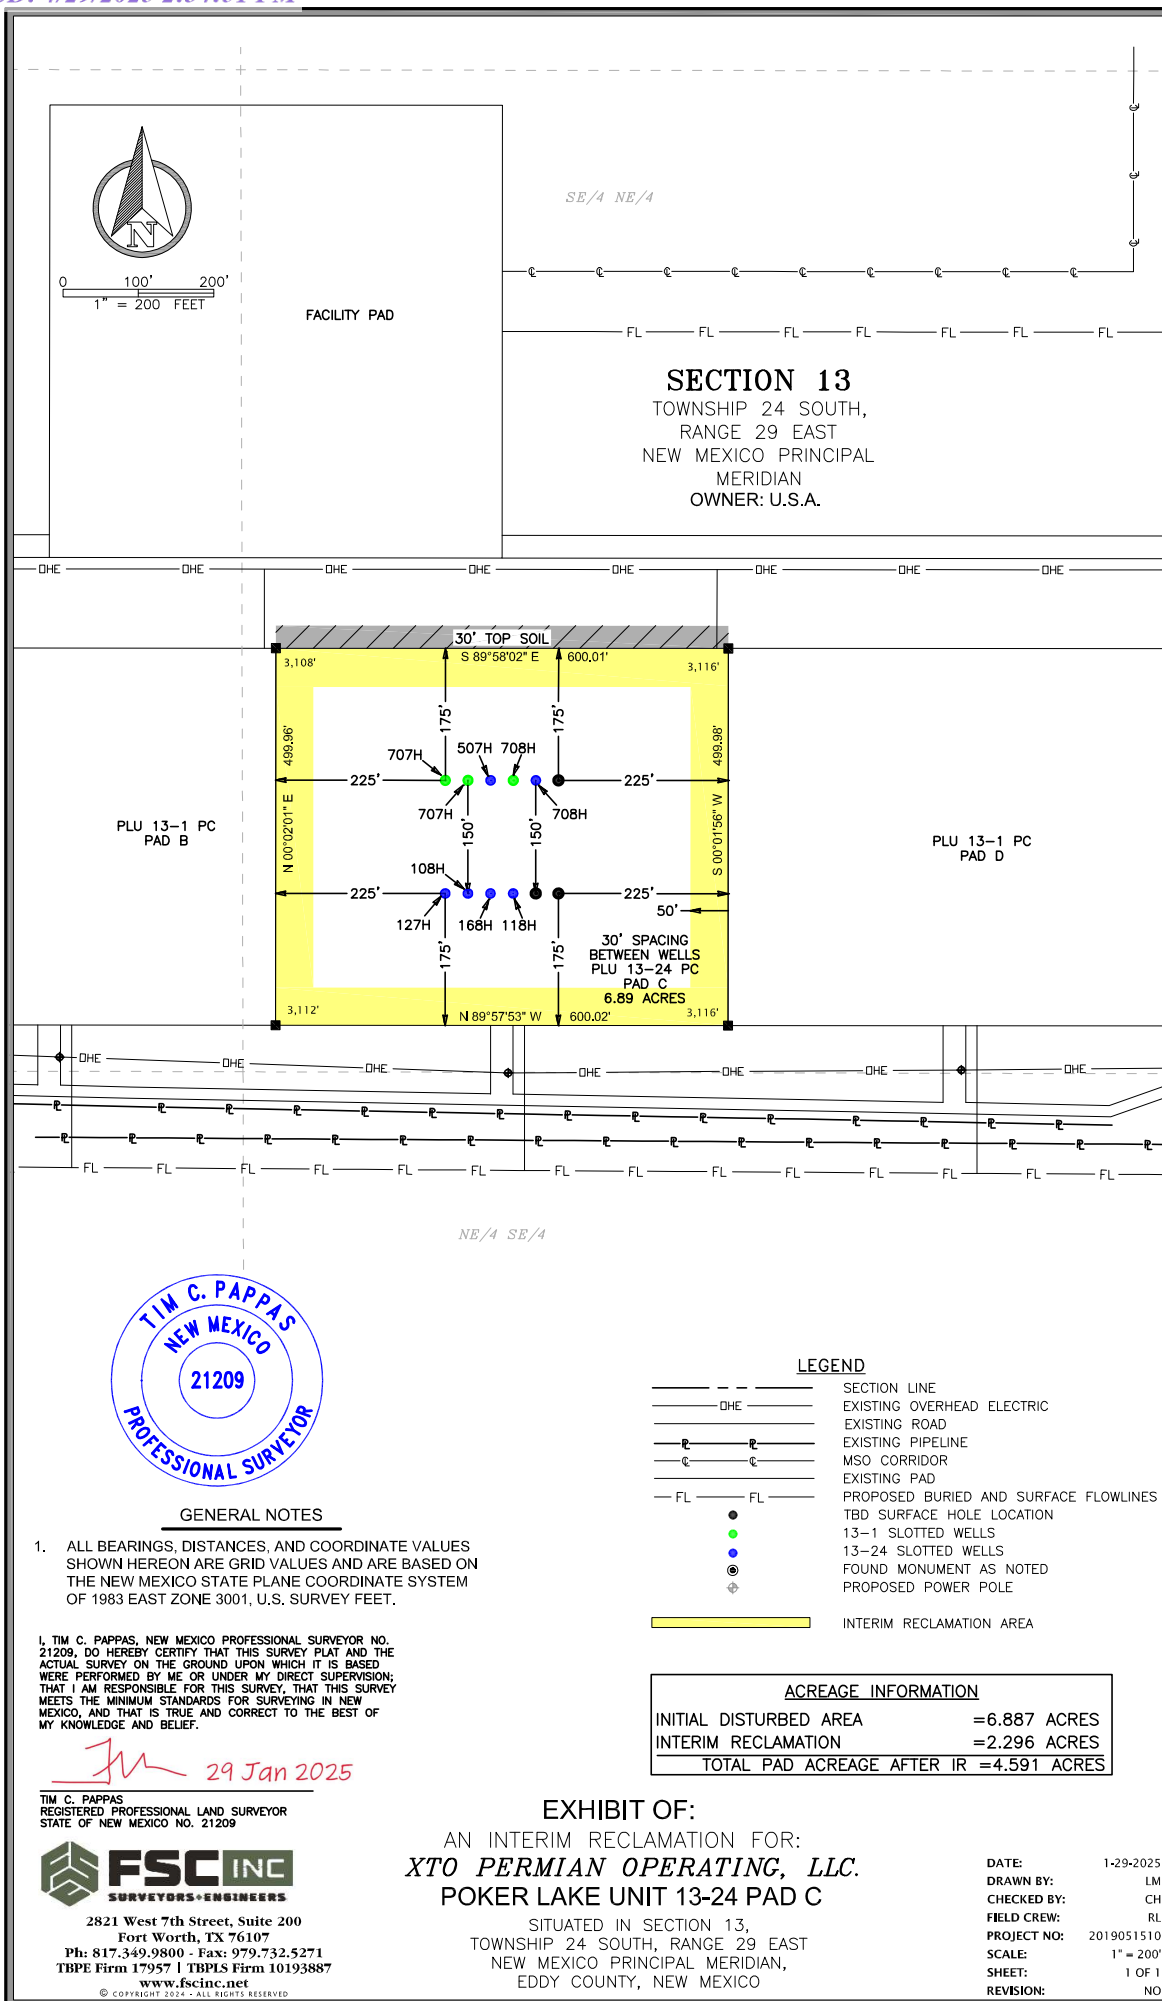 0 100' 200'
1" = 200 FEET
FACILITY PAD
SE/4 NE/4
FL FL FL FL FL FL FL
SECTION 13
TOWNSHIP 24 SOUTH,
RANGE 29 EAST
NEW MEXICO PRINCIPAL
MERIDIAN
OWNER: U.S.A.
OHE OHE OHE OHE OHE OHE OHE OHE
30' TOP SOIL
S 89°58'02" E 600.01'
3,108' 3,116'
175' 175'
N 00°02'01" E 499.96'
S 00°01'56" W 499.98'
707H 507H 708H
225' 225'
707H 708H
150' 150'
PLU 13-1 PC
PAD B
PLU 13-1 PC
PAD D
108H
225' 225'
127H 168H 118H
50'
175' 175'
30' SPACING
BETWEEN WELLS
PLU 13-24 PC
PAD C
6.89 ACRES
3,112' 3,116'
N 89°57'53" W 600.02'
OHE OHE OHE OHE OHE OHE OHE
FL FL FL FL FL FL FL FL FL FL FL FL FL FL
NE/4 SE/4
TIM C. PAPPAS
NEW MEXICO
21209
PROFESSIONAL SURVEYOR
LEGEND
SECTION LINE
OHE EXISTING OVERHEAD ELECTRIC
EXISTING ROAD
EXISTING PIPELINE
MSO CORRIDOR
EXISTING PAD
FL FL PROPOSED BURIED AND SURFACE FLOWLINES
TBD SURFACE HOLE LOCATION
13-1 SLOTTED WELLS
13-24 SLOTTED WELLS
FOUND MONUMENT AS NOTED
PROPOSED POWER POLE
INTERIM RECLAMATION AREA
GENERAL NOTES
1. ALL BEARINGS, DISTANCES, AND COORDINATE VALUES
SHOWN HEREON ARE GRID VALUES AND ARE BASED ON
THE NEW MEXICO STATE PLANE COORDINATE SYSTEM
OF 1983 EAST ZONE 3001, U.S. SURVEY FEET.
I, TIM C. PAPPAS, NEW MEXICO PROFESSIONAL SURVEYOR NO.
21209, DO HEREBY CERTIFY THAT THIS SURVEY PLAT AND THE
ACTUAL SURVEY ON THE GROUND UPON WHICH IT IS BASED
WERE PERFORMED BY ME OR UNDER MY DIRECT SUPERVISION;
THAT I AM RESPONSIBLE FOR THIS SURVEY, THAT THIS SURVEY
MEETS THE MINIMUM STANDARDS FOR SURVEYING IN NEW
MEXICO, AND THAT IS TRUE AND CORRECT TO THE BEST OF
MY KNOWLEDGE AND BELIEF.
29 Jan 2025
TIM C. PAPPAS
REGISTERED PROFESSIONAL LAND SURVEYOR
STATE OF NEW MEXICO NO. 21209
ACREAGE INFORMATION
INITIAL DISTURBED AREA =6.887 ACRES
INTERIM RECLAMATION =2.296 ACRES
TOTAL PAD ACREAGE AFTER IR =4.591 ACRES
FSC INC
SURVEYORS+ENGINEERS
2821 West 7th Street, Suite 200
Fort Worth, TX 76107
Ph: 817.349.9800 - Fax: 979.732.5271
TBPE Firm 17957 | TBPLS Firm 10193887
www.fscinc.net
© COPYRIGHT 2024 - ALL RIGHTS RESERVED
EXHIBIT OF:
AN INTERIM RECLAMATION FOR:
XTO PERMIAN OPERATING, LLC.
POKER LAKE UNIT 13-24 PAD C
SITUATED IN SECTION 13,
TOWNSHIP 24 SOUTH, RANGE 29 EAST
NEW MEXICO PRINCIPAL MERIDIAN,
EDDY COUNTY, NEW MEXICO
DATE: 1-29-2025
DRAWN BY: LM
CHECKED BY: CH
FIELD CREW: RL
PROJECT NO: 2019051510
SCALE: 1" = 200'
SHEET: 1 OF 1
REVISION: NO